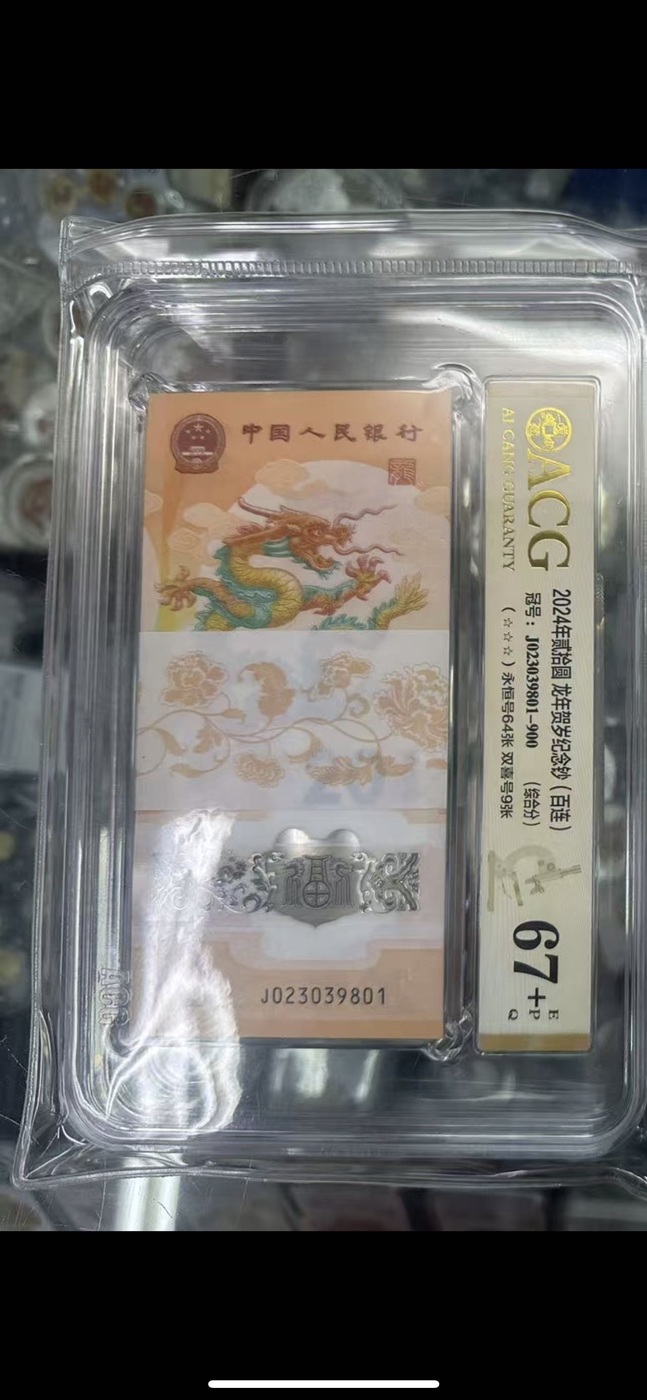 中国人民银行
J023039801
ACG
AI CANG GUARANTY
2024年贰拾圆 龙年贺岁纪念钞（百连）
冠号：J023039801-900 （综合分）
（☆☆☆）永恒号64张 双喜号9张
67+
E
P
Q
ACG